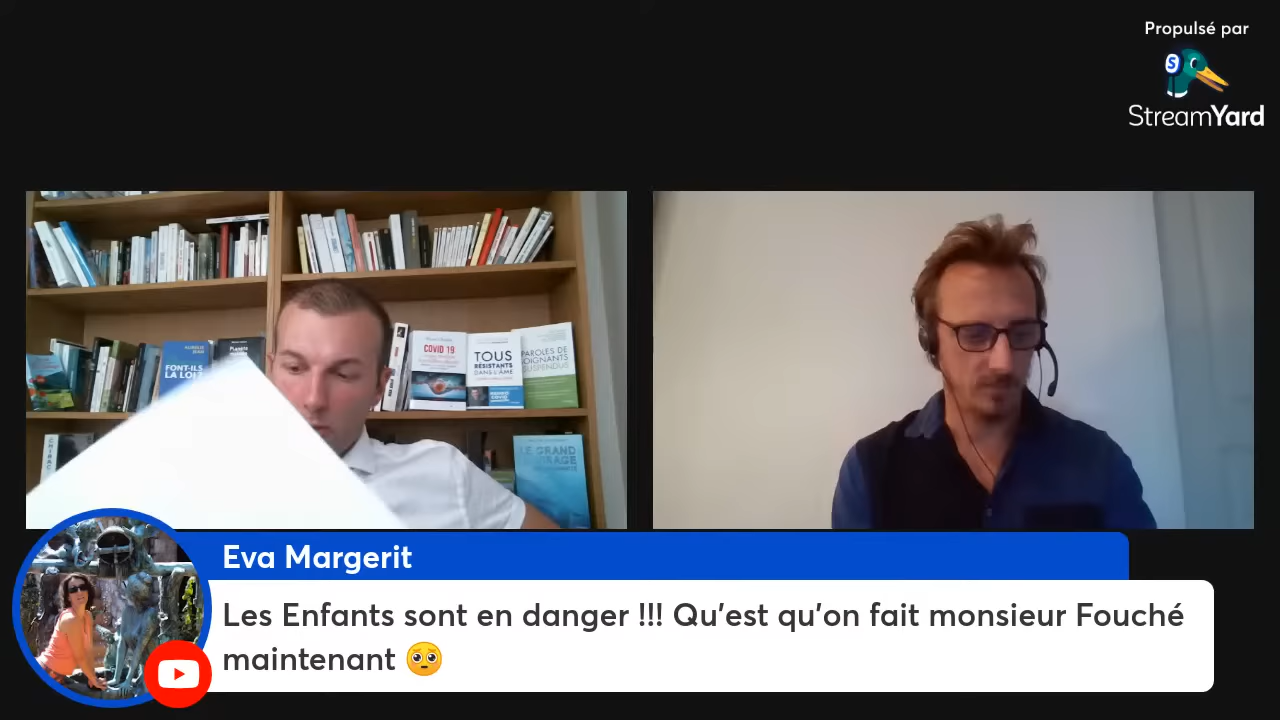 Propulsé par
S
StreamYard
FONT-ILS
LA LOI?
COVID 19
TOUS
RÉSISTANTS
DANS L'ÂME
PAROLES DE
SOIGNANTS
SUSPENDUS
CHIRAC
LE GRAND
Eva Margerit
Les Enfants sont en danger !!! Qu'est qu'on fait monsieur Fouché
maintenant 🥺